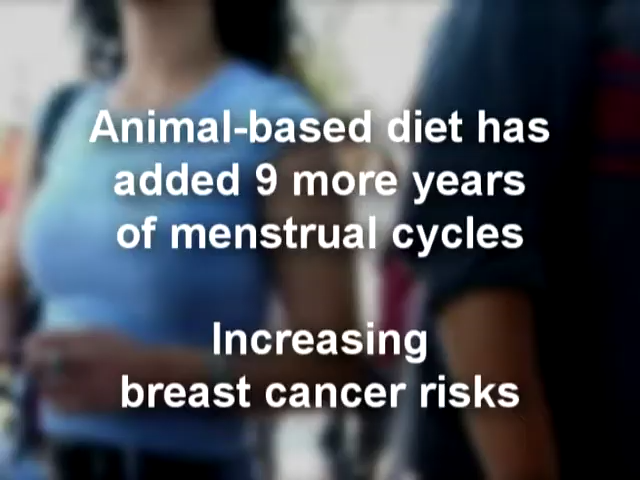 Animal-based diet has
added 9 more years
of menstrual cycles
Increasing
breast cancer risks